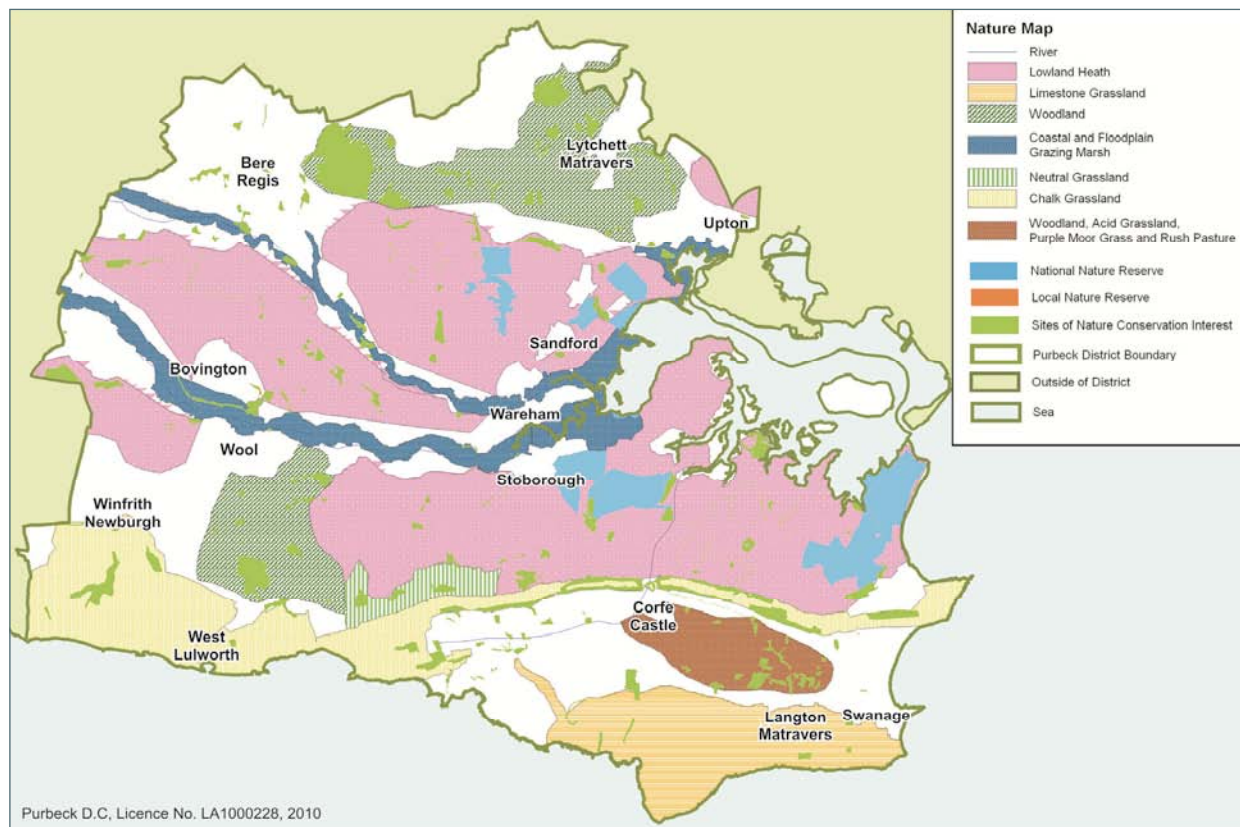 Nature Map
River
Lowland Heath
Limestone Grassland
Woodland
Coastal and Floodplain
Grazing Marsh
Neutral Grassland
Chalk Grassland
Woodland, Acid Grassland,
Purple Moor Grass and Rush Pasture
National Nature Reserve
Local Nature Reserve
Sites of Nature Conservation Interest
Purbeck District Boundary
Outside of District
Sea
Lytchett
Matravers
Bere
Regis
Upton
Sandford
Bovington
Wareham
Wool
Stoborough
Winfrith
Newburgh
Corfe
Castle
West
Lulworth
Langton
Matravers
Swanage
Purbeck D.C, Licence No. LA1000228, 2010